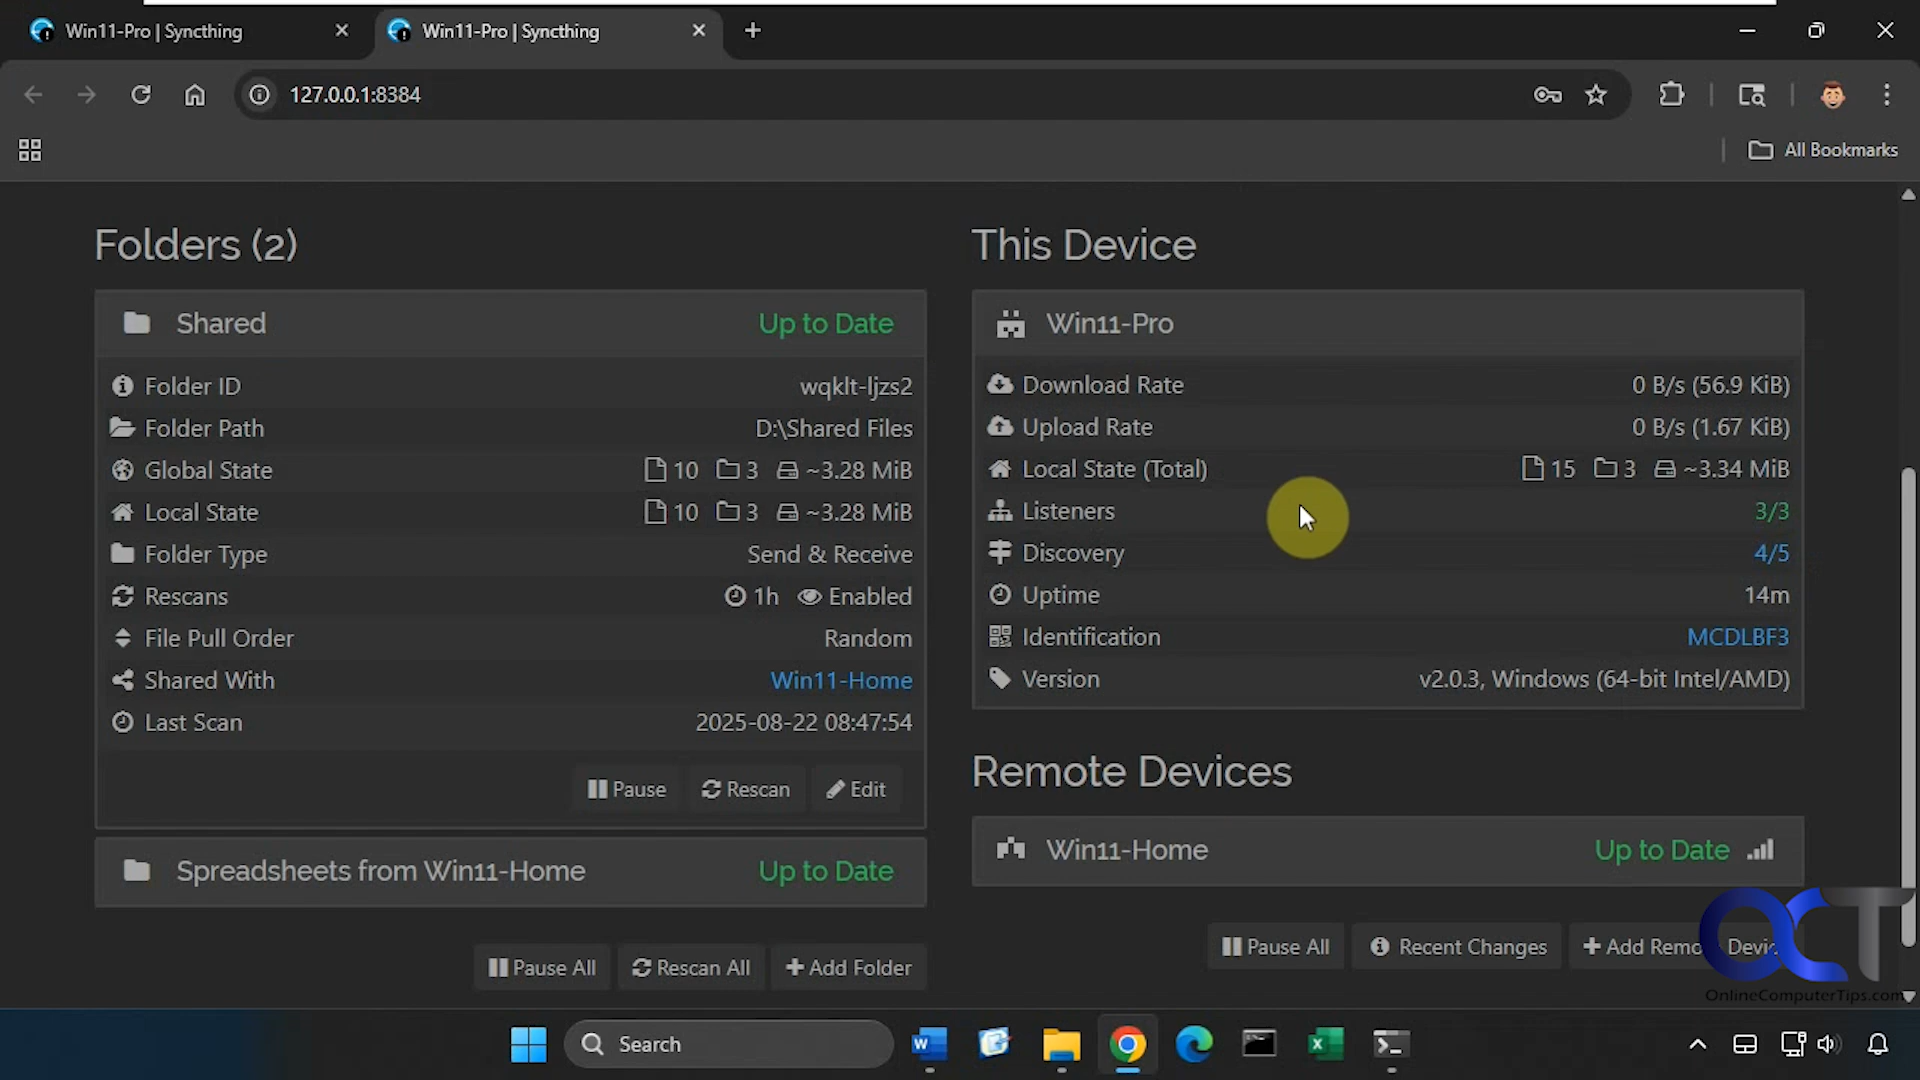 Win11-Pro | Syncthing
Win11-Pro | Syncthing
127.0.0.1:8384
All Bookmarks
Folders (2)
Shared Up to Date
Folder ID wqklt-ljzs2
Folder Path D:\Shared Files
Global State 10 3 ~3.28 MiB
Local State 10 3 ~3.28 MiB
Folder Type Send & Receive
Rescans 1h Enabled
File Pull Order Random
Shared With Win11-Home
Last Scan 2025-08-22 08:47:54
Pause Rescan Edit
Spreadsheets from Win11-Home Up to Date
Pause All Rescan All +Add Folder
This Device
Win11-Pro
Download Rate 0 B/s (56.9 KiB)
Upload Rate 0 B/s (1.67 KiB)
Local State (Total) 15 3 ~3.34 MiB
Listeners 3/3
Discovery 4/5
Uptime 14m
Identification MCDLBF3
Version v2.0.3, Windows (64-bit Intel/AMD)
Remote Devices
Win11-Home Up to Date
Pause All Recent Changes +Add Remo Devic
OCT
OnlineComputerTips.com
Search